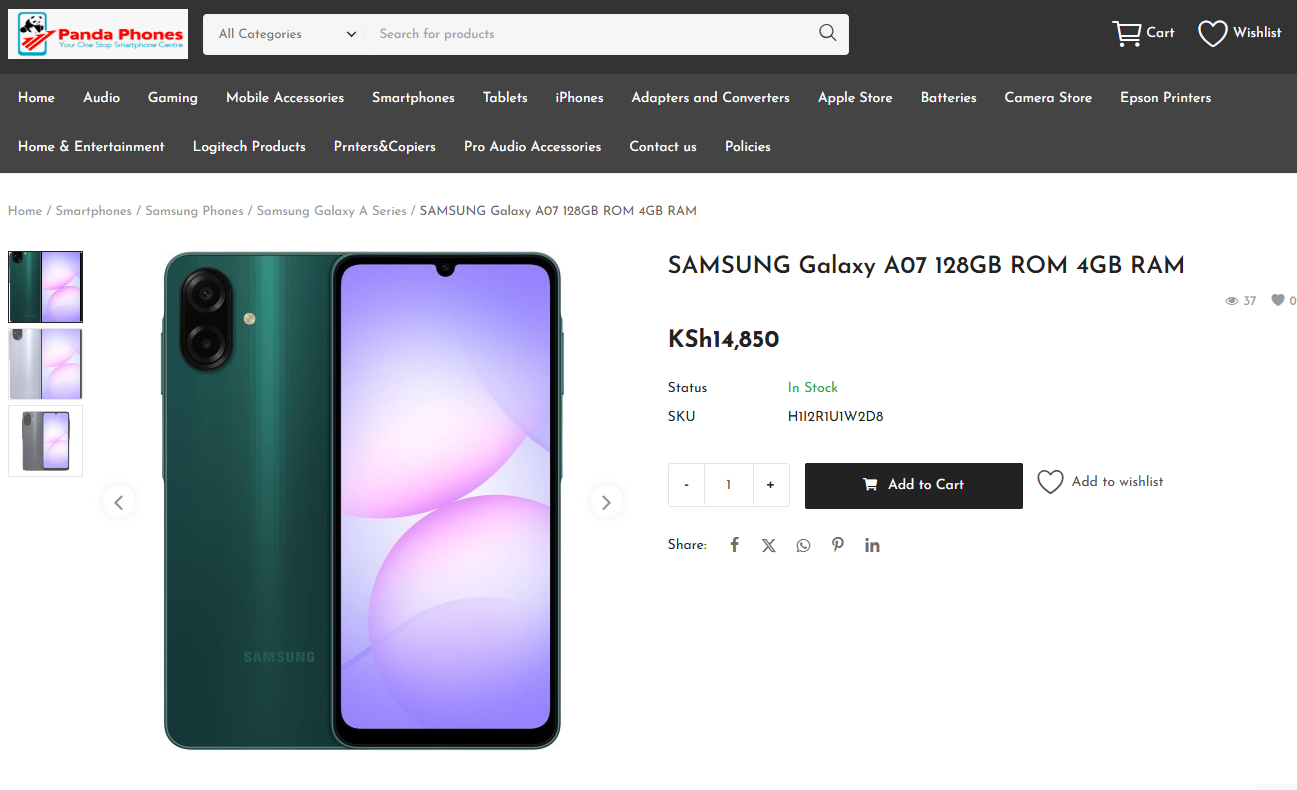 Panda Phones
Your One Stop Smartphone Centre
All Categories
Search for products
Cart
Wishlist
Home Audio Gaming Mobile Accessories Smartphones Tablets iPhones Adapters and Converters Apple Store Batteries Camera Store Epson Printers
Home & Entertainment Logitech Products Prnters&Copiers Pro Audio Accessories Contact us Policies
Home / Smartphones / Samsung Phones / Samsung Galaxy A Series / SAMSUNG Galaxy A07 128GB ROM 4GB RAM
SAMSUNG
SAMSUNG Galaxy A07 128GB ROM 4GB RAM
37 0
KSh14,850
Status In Stock
SKU H1I2R1U1W2D8
- 1 + Add to Cart Add to wishlist
Share: